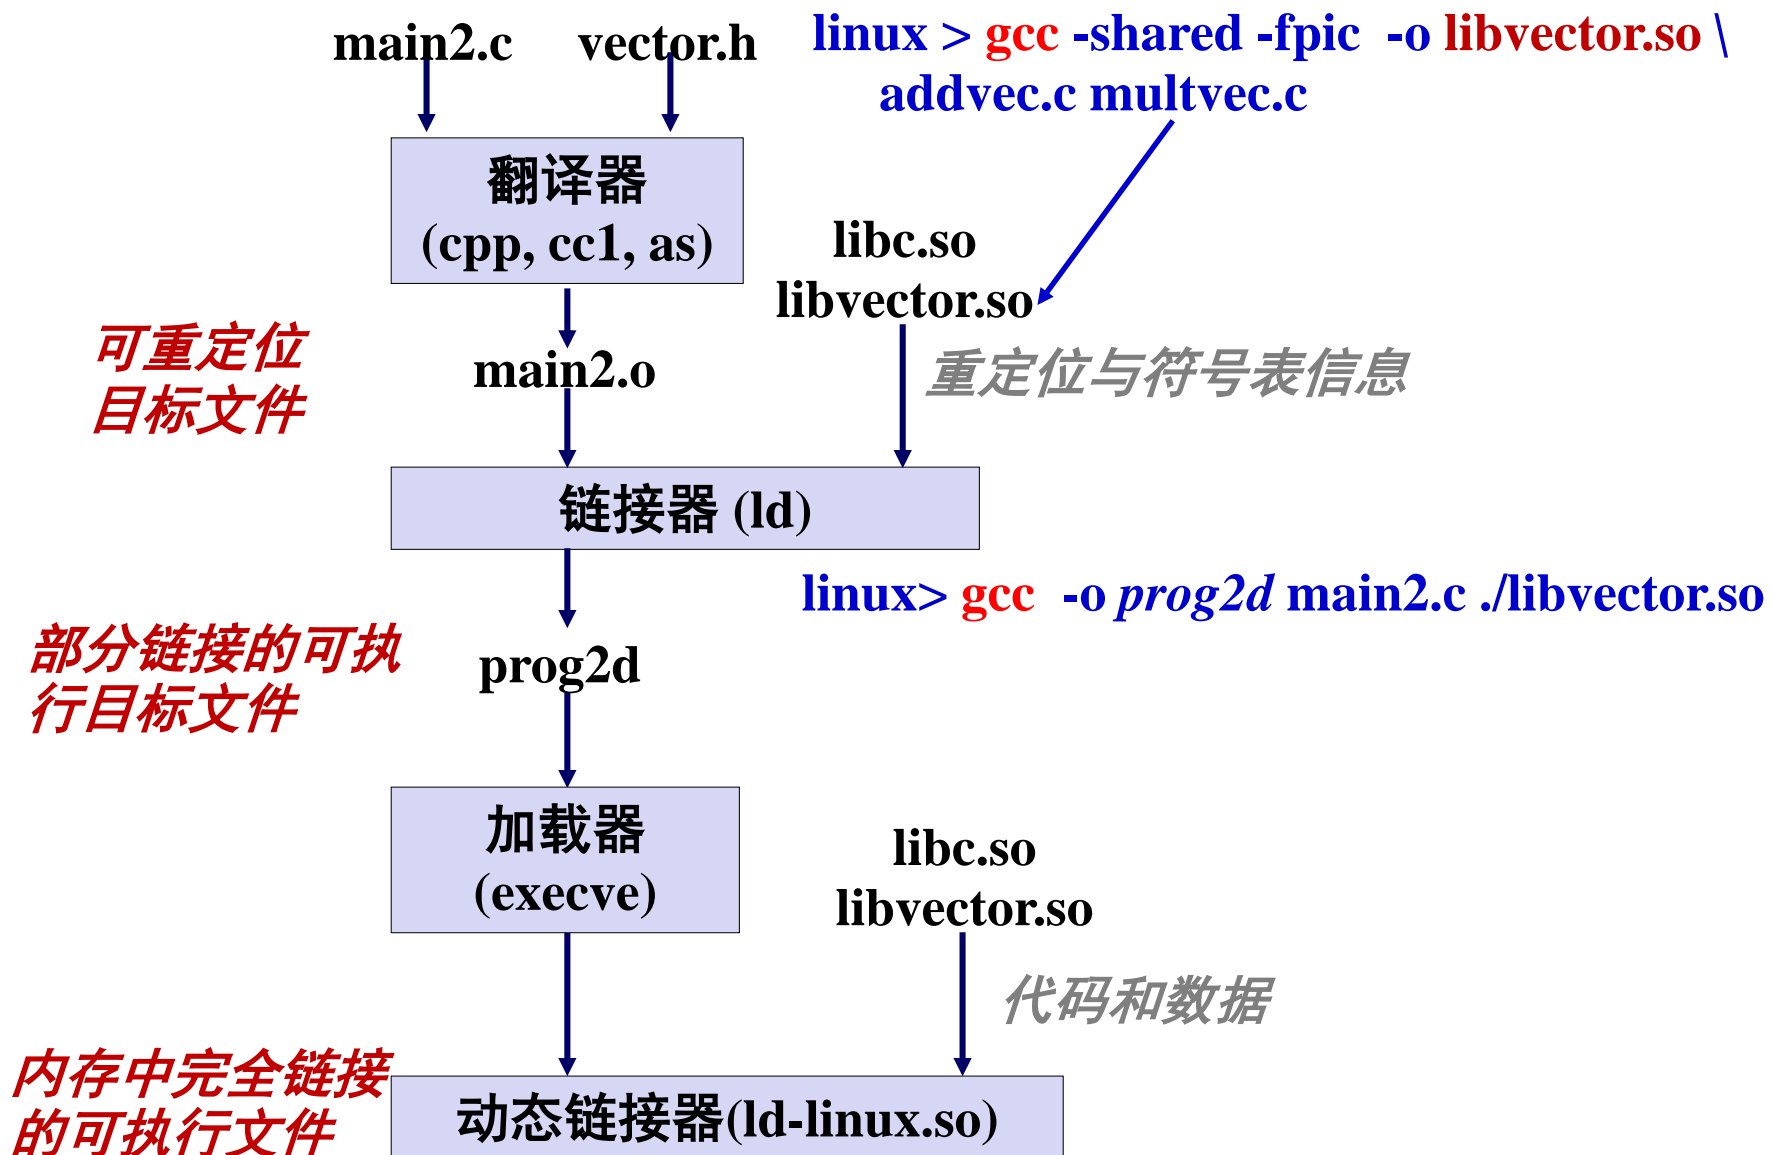 main2.c vector.h
linux > gcc -shared -fpic -o libvector.so \
addvec.c multvec.c
翻译器
(cpp, cc1, as)
libc.so
libvector.so
可重定位
目标文件
main2.o
重定位与符号表信息
链接器 (ld)
linux> gcc -o prog2d main2.c ./libvector.so
部分链接的可执
行目标文件
prog2d
加载器
(execve)
libc.so
libvector.so
代码和数据
内存中完全链接
的可执行文件
动态链接器(ld-linux.so)